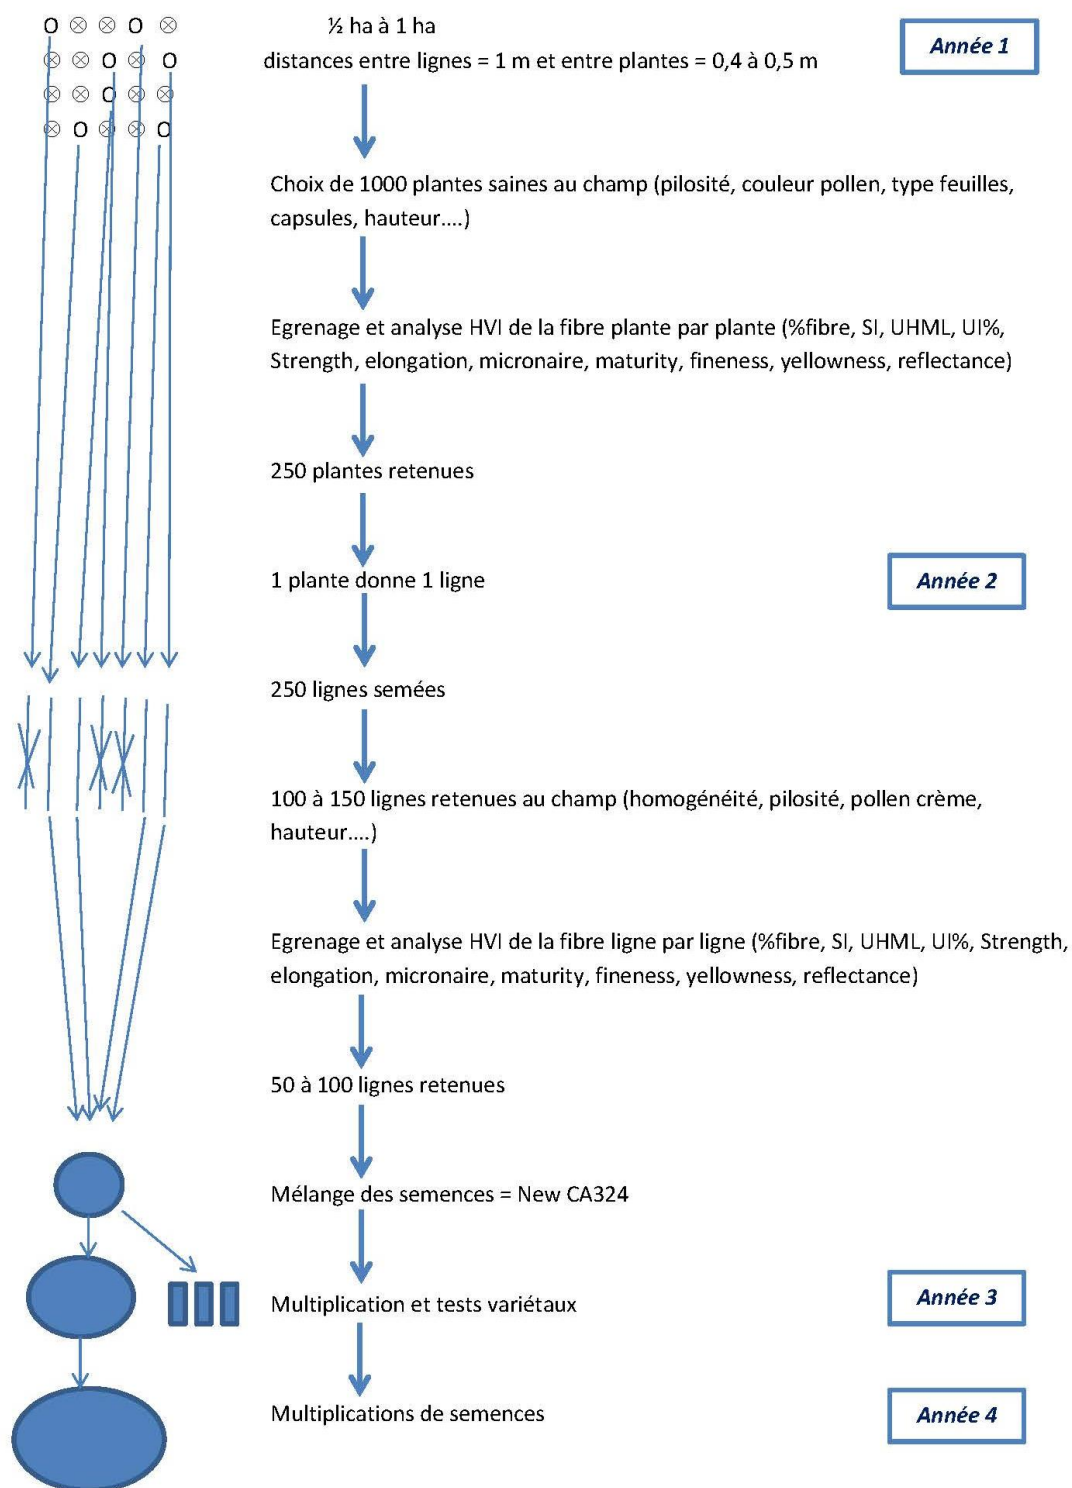 ½ ha à 1 ha
Année 1
distances entre lignes = 1 m et entre plantes = 0,4 à 0,5 m
Choix de 1000 plantes saines au champ (pilosité, couleur pollen, type feuilles,
capsules, hauteur....)
Egrenage et analyse HVI de la fibre plante par plante (%fibre, SI, UHML, UI%,
Strength, elongation, micronaire, maturity, fineness, yellowness, reflectance)
250 plantes retenues
1 plante donne 1 ligne
Année 2
250 lignes semées
100 à 150 lignes retenues au champ (homogénéité, pilosité, pollen crème,
hauteur....)
Egrenage et analyse HVI de la fibre ligne par ligne (%fibre, SI, UHML, UI%, Strength,
elongation, micronaire, maturity, fineness, yellowness, reflectance)
50 à 100 lignes retenues
Mélange des semences = New CA324
Multiplication et tests variétaux
Année 3
Multiplications de semences
Année 4